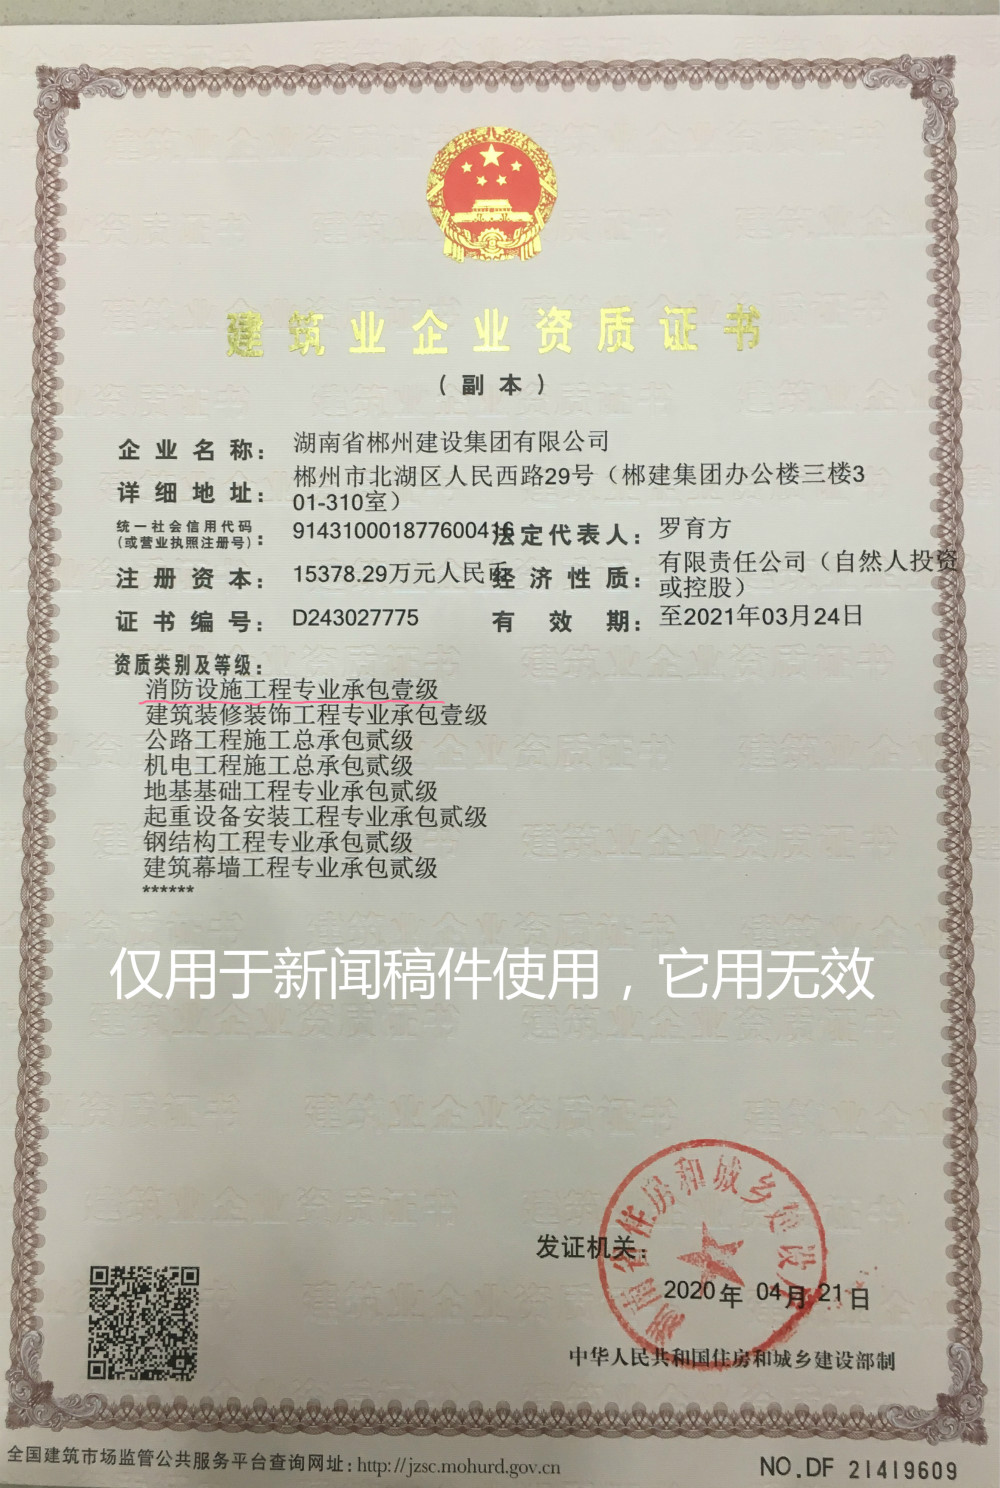 建筑业企业资质证书
（副本）
企业名称：湖南省郴州建设集团有限公司
详细地址：郴州市北湖区人民西路29号（郴建集团办公楼三楼3
01-310室）
统一社会信用代码
(或营业执照注册号)：914310001877600416 法定代表人：罗育方
注册资本：15378.29万元人民币 经济性质：有限责任公司（自然人投资
或控股）
证书编号：D243027775 有效期：至2021年03月24日
资质类别及等级：
消防设施工程专业承包壹级
建筑装修装饰工程专业承包壹级
公路工程施工总承包贰级
机电工程施工总承包贰级
地基基础工程专业承包贰级
起重设备安装工程专业承包贰级
钢结构工程专业承包贰级
建筑幕墙工程专业承包贰级
******
仅用于新闻稿件使用，它用无效
湖南省住房和城乡建设厅
发证机关：
2020年 04月 21日
中华人民共和国住房和城乡建设部制
全国建筑市场监管公共服务平台查询网址：http://jzsc.mohurd.gov.cn
NO.DF 21419609